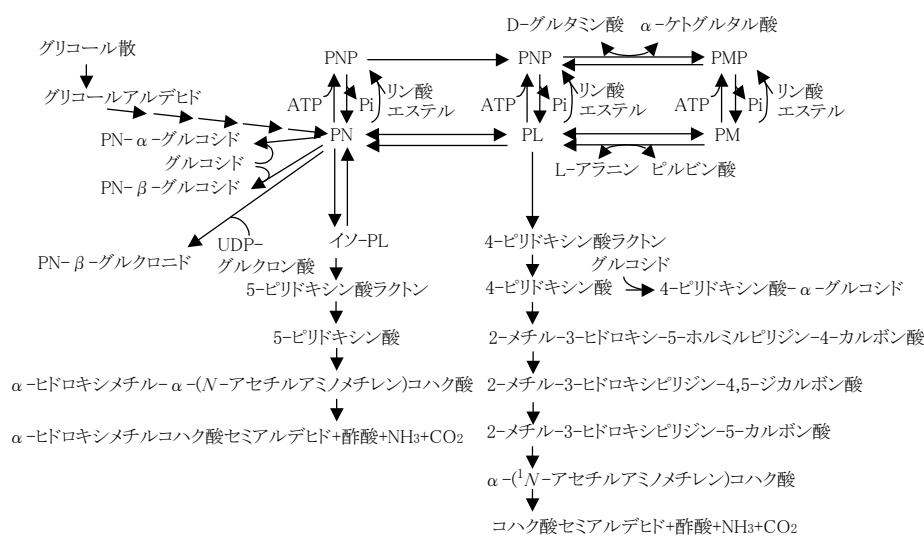 D-グルタミン酸 α-ケトグルタル酸
グリコール散
PNP PNP PMP
グリコールアルデヒド
ATP Pi リン酸
エステル
ATP Pi リン酸
エステル
ATP Pi リン酸
エステル
PN-α-グルコシド
PN PL PM
グルコシド
PN-β-グルコシド
L-アラニン ピルビン酸
UDP-
グルクロン酸
イソ-PL
4-ピリドキシン酸ラクトン
PN-β-グルクロニド
グルコシド
5-ピリドキシン酸ラクトン
4-ピリドキシン酸
4-ピリドキシン酸-α-グルコシド
5-ピリドキシン酸
2-メチル-3-ヒドロキシ-5-ホルミルピリジン-4-カルボン酸
α-ヒドロキシメチル-α-(N-アセチルアミノメチレン)コハク酸
2-メチル-3-ヒドロキシピリジン-4,5-ジカルボン酸
α-ヒドロキシメチルコハク酸セミアルデヒド+酢酸+NH3+CO2
2-メチル-3-ヒドロキシピリジン-5-カルボン酸
α-(1N-アセチルアミノメチレン)コハク酸
コハク酸セミアルデヒド+酢酸+NH3+CO2